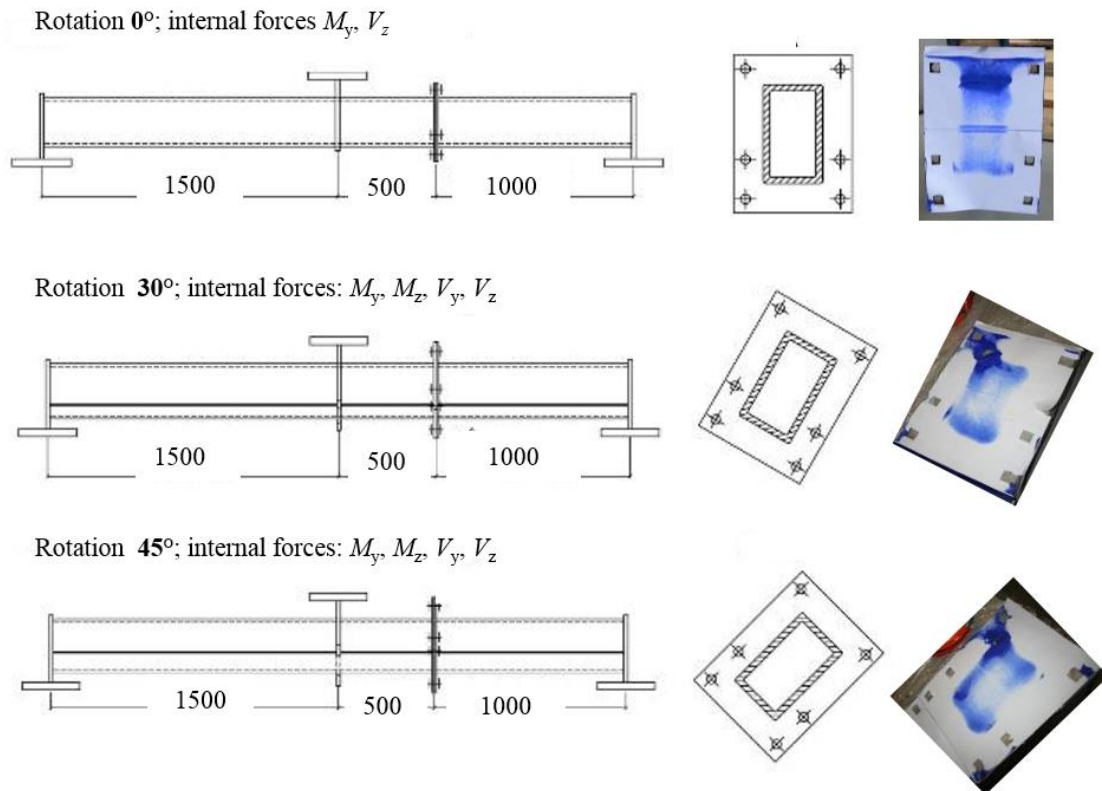 Rotation 0°; internal forces My, Vz
1500 500 1000
Rotation 30°; internal forces: My, Mz, Vy, Vz
1500 500 1000
Rotation 45°; internal forces: My, Mz, Vy, Vz
1500 500 1000